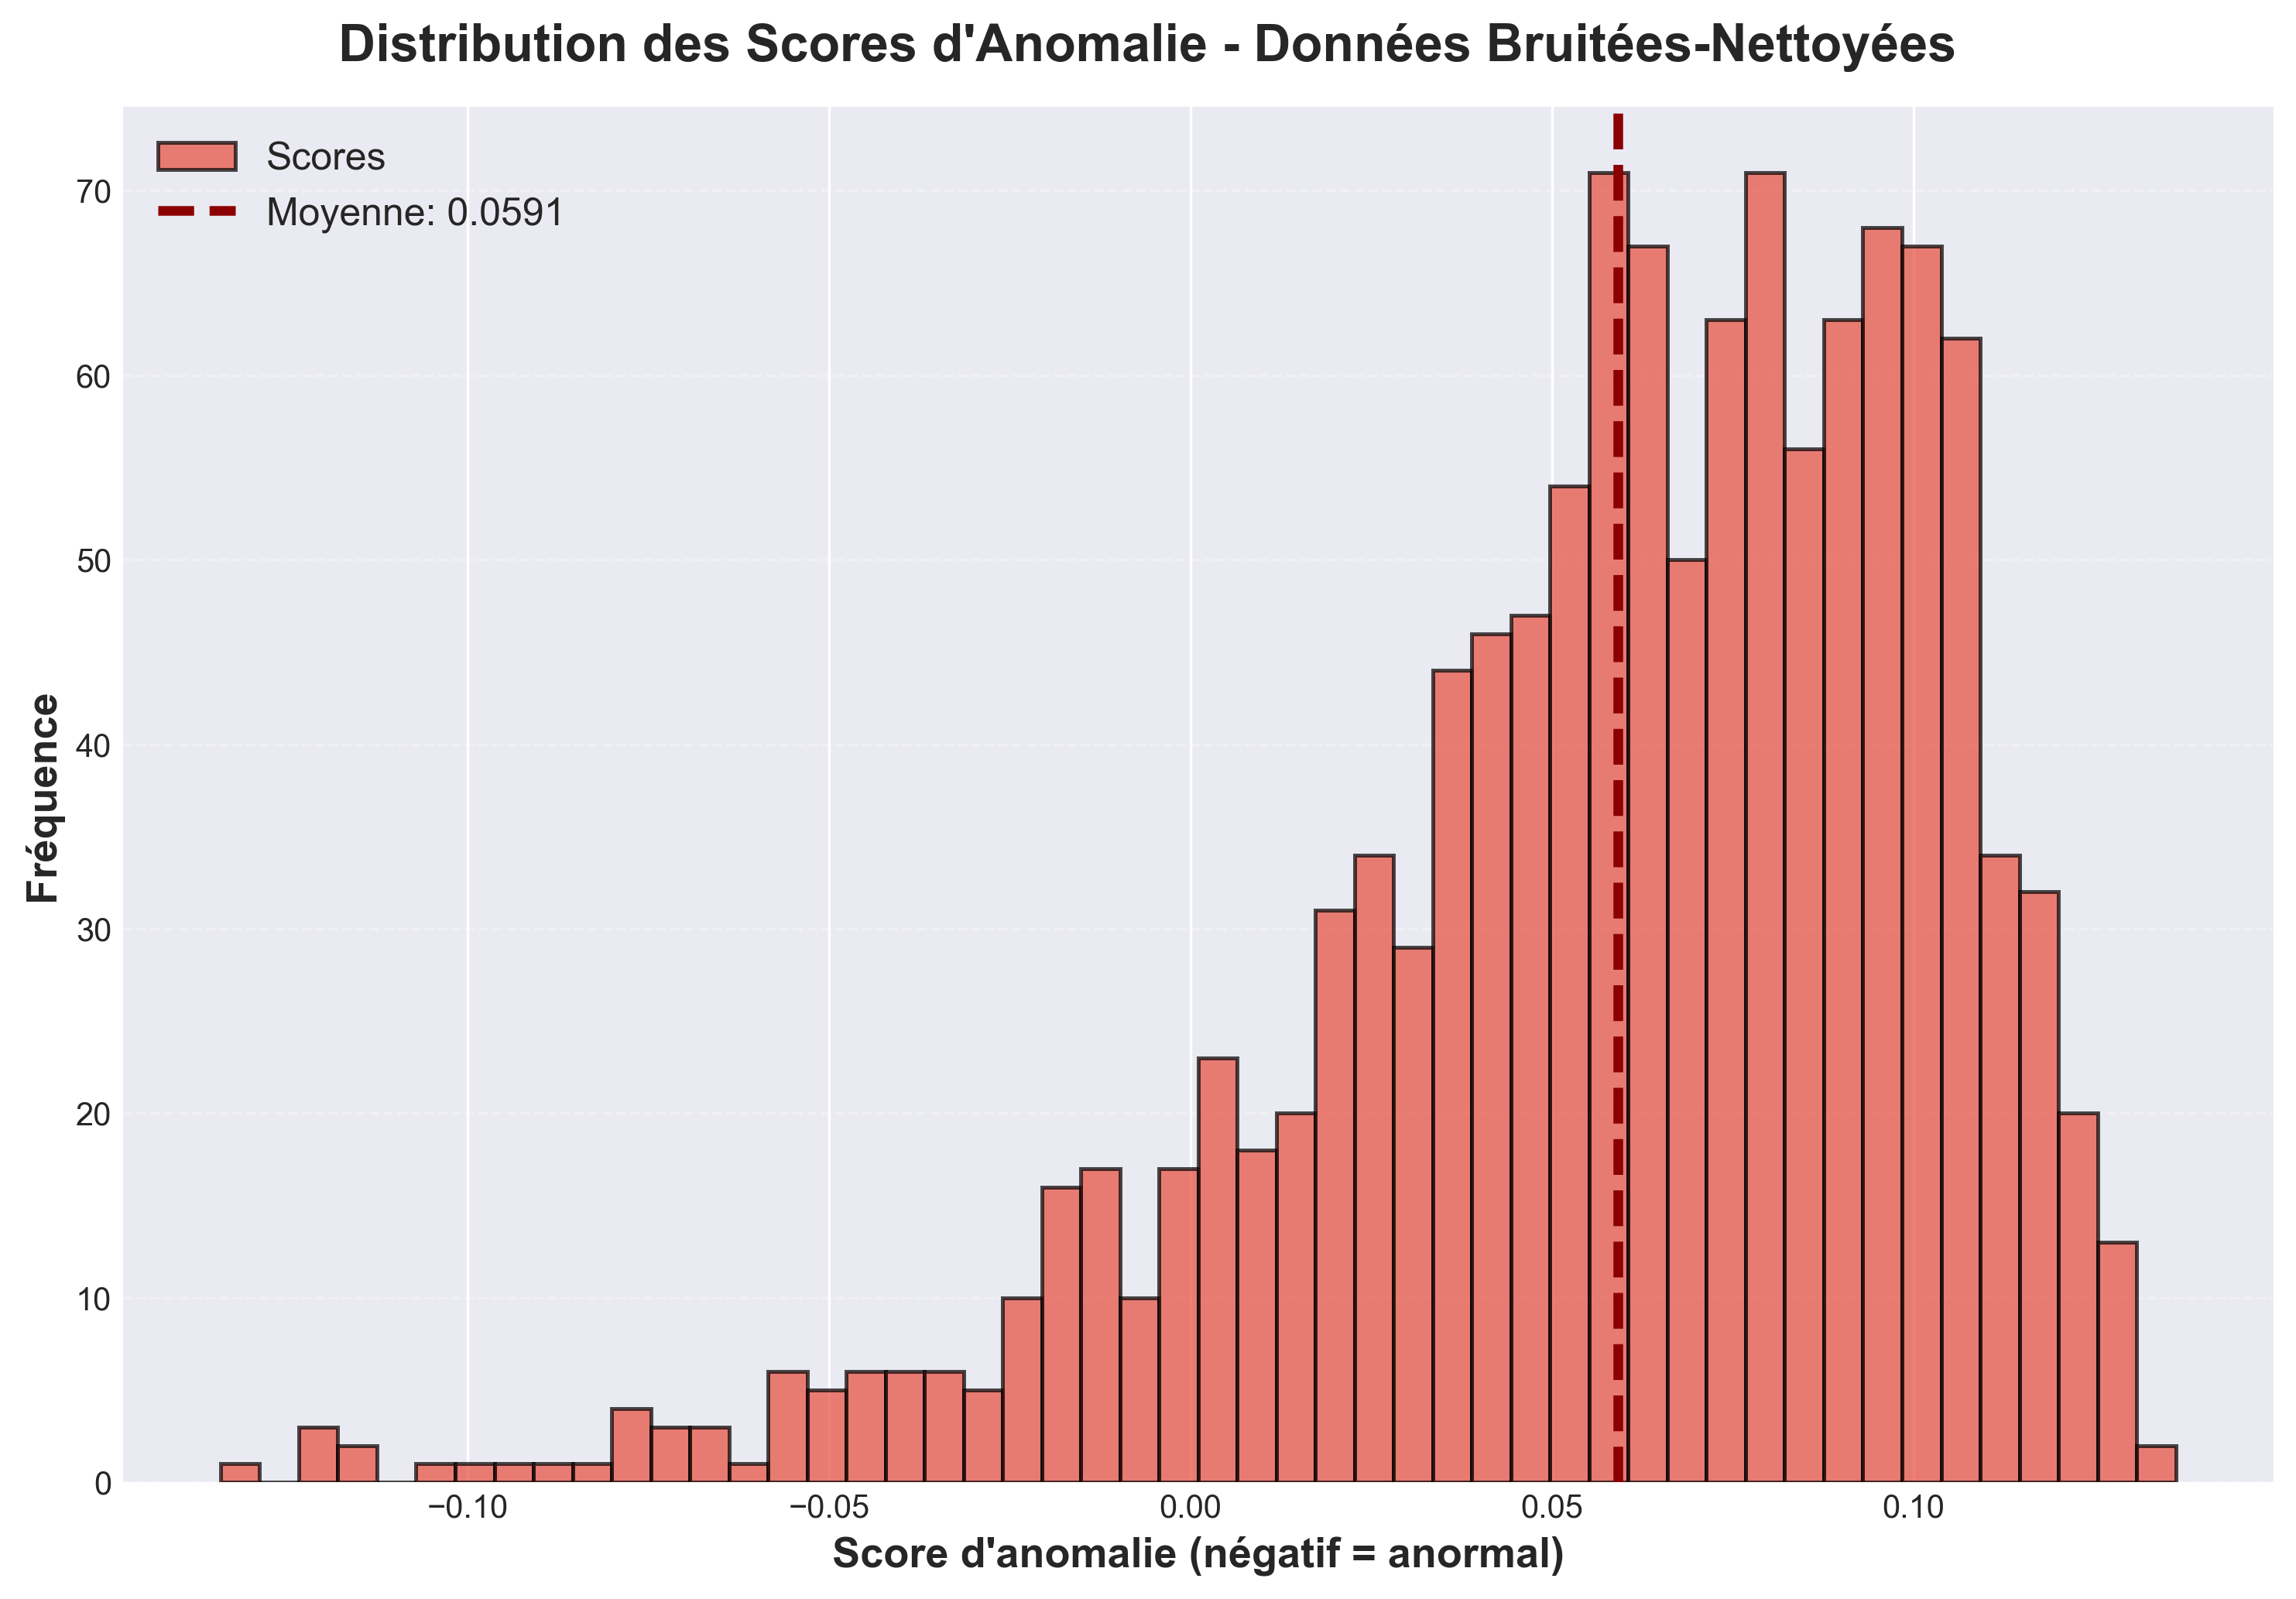 Distribution des Scores d'Anomalie - Données Bruitées-Nettoyées
Scores
Moyenne: 0.0591
70
60
50
40
30
20
10
0
Fréquence
−0.10
−0.05
0.00
0.05
0.10
Score d'anomalie (négatif = anormal)